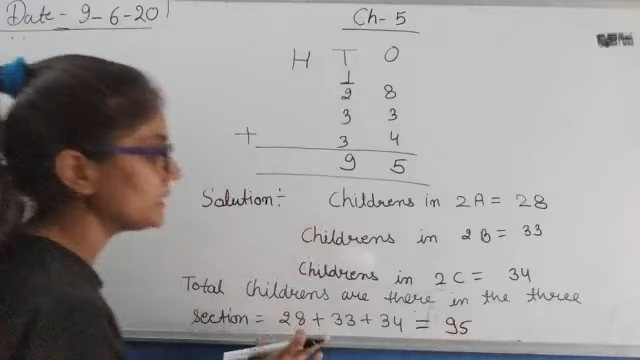 Date - 9-6-20
Ch- 5
H T O
1
2 8
3 3
+ 3 4
9 5
Solution:- Childrens in 2A = 28
Childrens in 2B = 33
Childrens in 2C = 34
Total Childrens are there in the three
section = 28 + 33 + 34 = 95